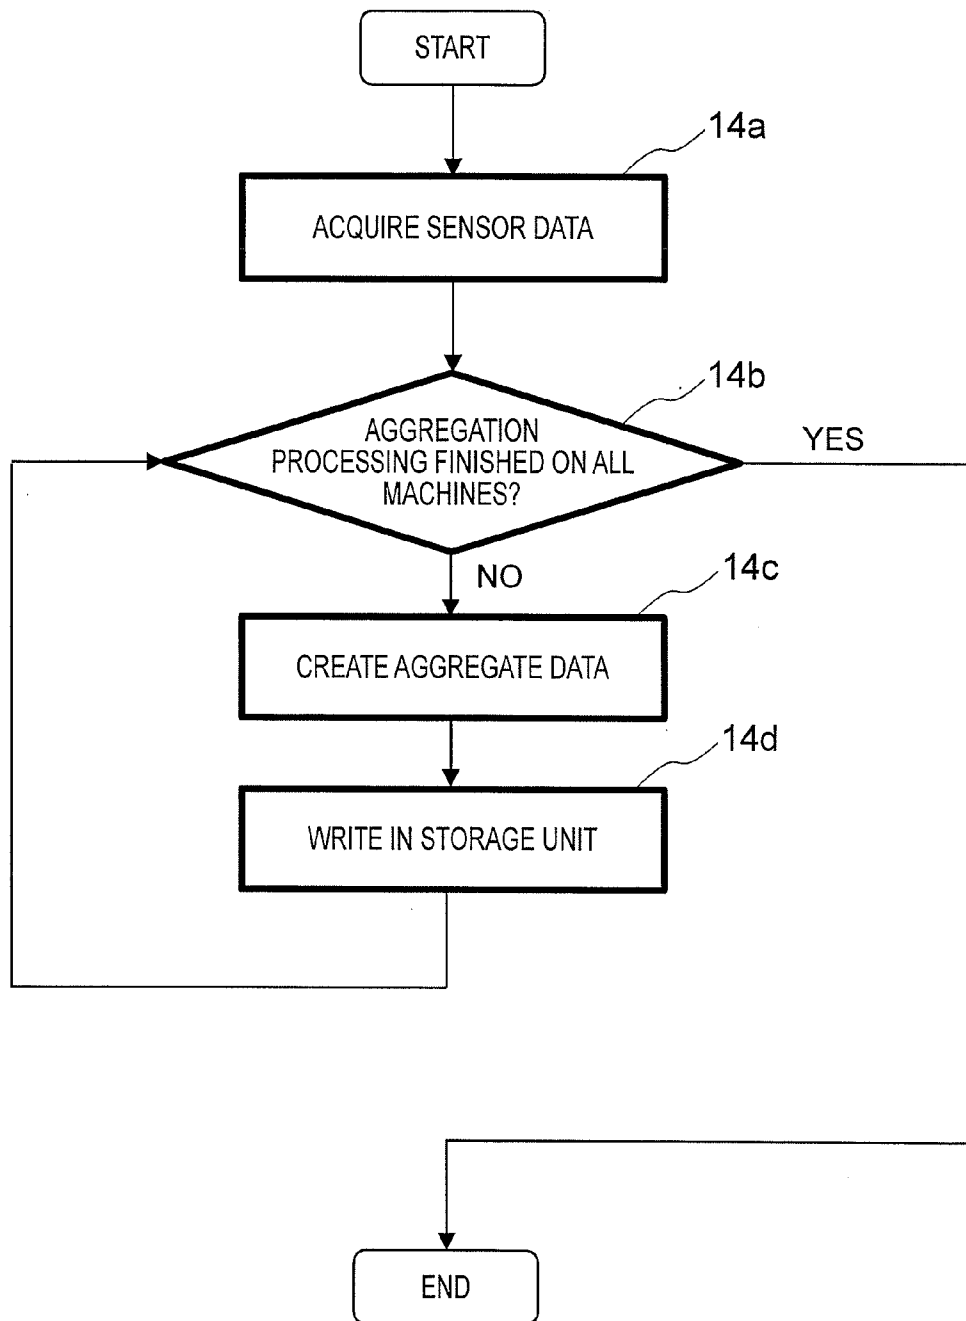 START
14a
ACQUIRE SENSOR DATA
14b
AGGREGATION
PROCESSING FINISHED ON ALL
MACHINES?
YES
NO
14c
CREATE AGGREGATE DATA
14d
WRITE IN STORAGE UNIT
END